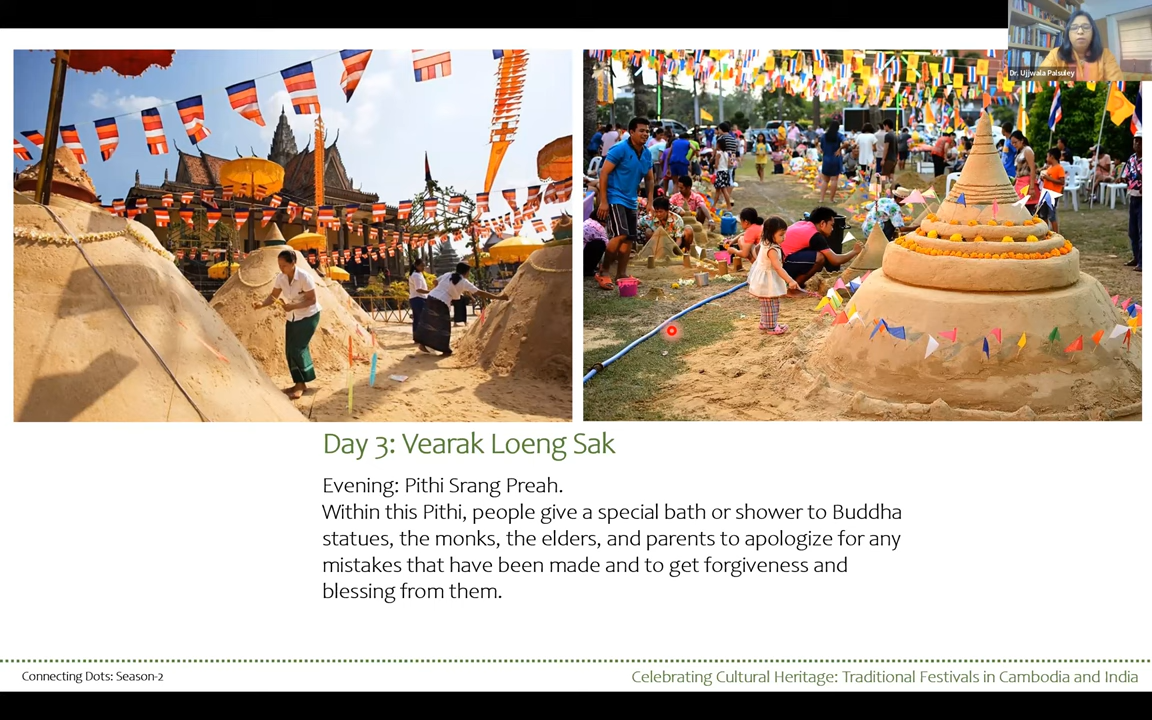 Dr. Ujjwala Palsuley
Day 3: Vearak Loeng Sak
Evening: Pithi Srang Preah.
Within this Pithi, people give a special bath or shower to Buddha
statues, the monks, the elders, and parents to apologize for any
mistakes that have been made and to get forgiveness and
blessing from them.
Connecting Dots: Season-2
Celebrating Cultural Heritage: Traditional Festivals in Cambodia and India